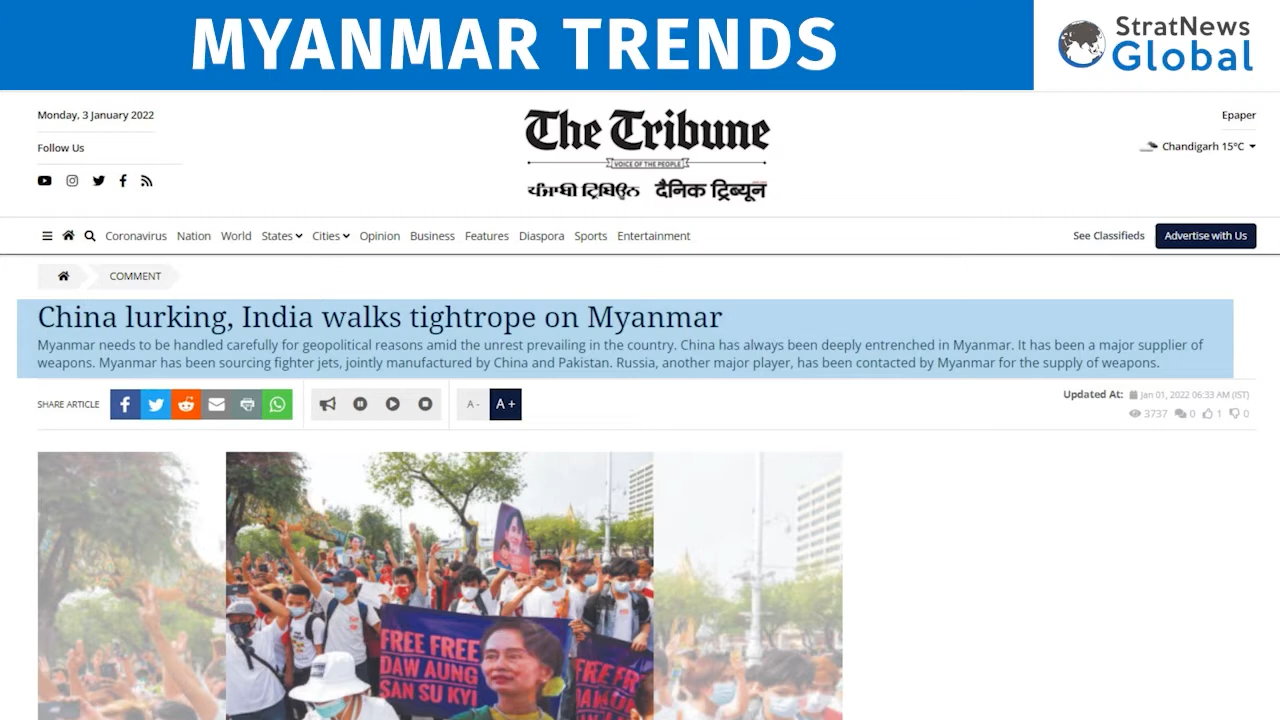 MYANMAR TRENDS
StratNews
Global
Monday, 3 January 2022
Follow Us
The Tribune
VOICE OF THE PEOPLE
ਪੰਜਾਬੀ ਟ੍ਰਿਬਿਊਨ दैनिक ट्रिब्यून
Epaper
Chandigarh 15°C
Coronavirus Nation World States Cities Opinion Business Features Diaspora Sports Entertainment
See Classifieds Advertise with Us
COMMENT
China lurking, India walks tightrope on Myanmar
Myanmar needs to be handled carefully for geopolitical reasons amid the unrest prevailing in the country. China has always been deeply entrenched in Myanmar. It has been a major supplier of
weapons. Myanmar has been sourcing fighter jets, jointly manufactured by China and Pakistan. Russia, another major player, has been contacted by Myanmar for the supply of weapons.
SHARE ARTICLE
A - A +
Updated At: Jan 01, 2022 06:33 AM (IST)
3737 0 1 0
FREE FREE
DAW AUNG
SAN SU KYI
FREE FR